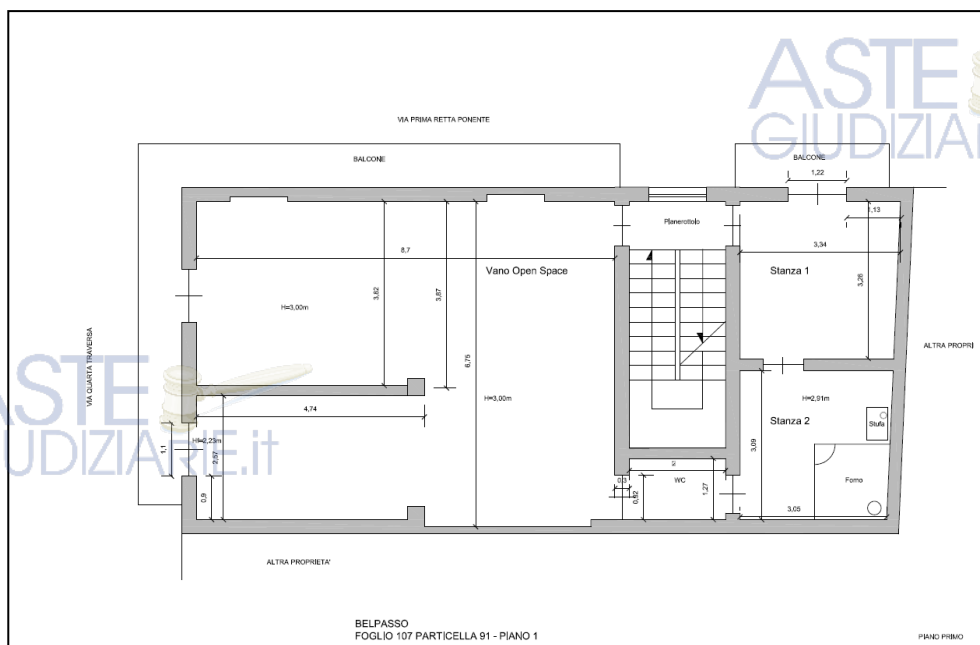 ASTE
GIUDIZIARIE
VIA PRIMA RETTA PONENTE
BALCONE
BALCONE
1,22
Pianerottolo
1,13
8,7
3,34
Vano Open Space
Stanza 1
3,82
3,87
3,26
H=3,00m
VIA QUARTA TRAVERSA
ALTRA PROPRI
6,75
ASTE
GIUDIZIARIE.it
4,74
H=3,00m
H=2,91m
Stanza 2
Stufa
1,1
H=2,23m
2,57
3,09
2
WC
0,3
0,92
1,27
Forno
0,9
3,05
ALTRA PROPRIETA'
BELPASSO
FOGLIO 107 PARTICELLA 91 - PIANO 1
PIANO PRIMO